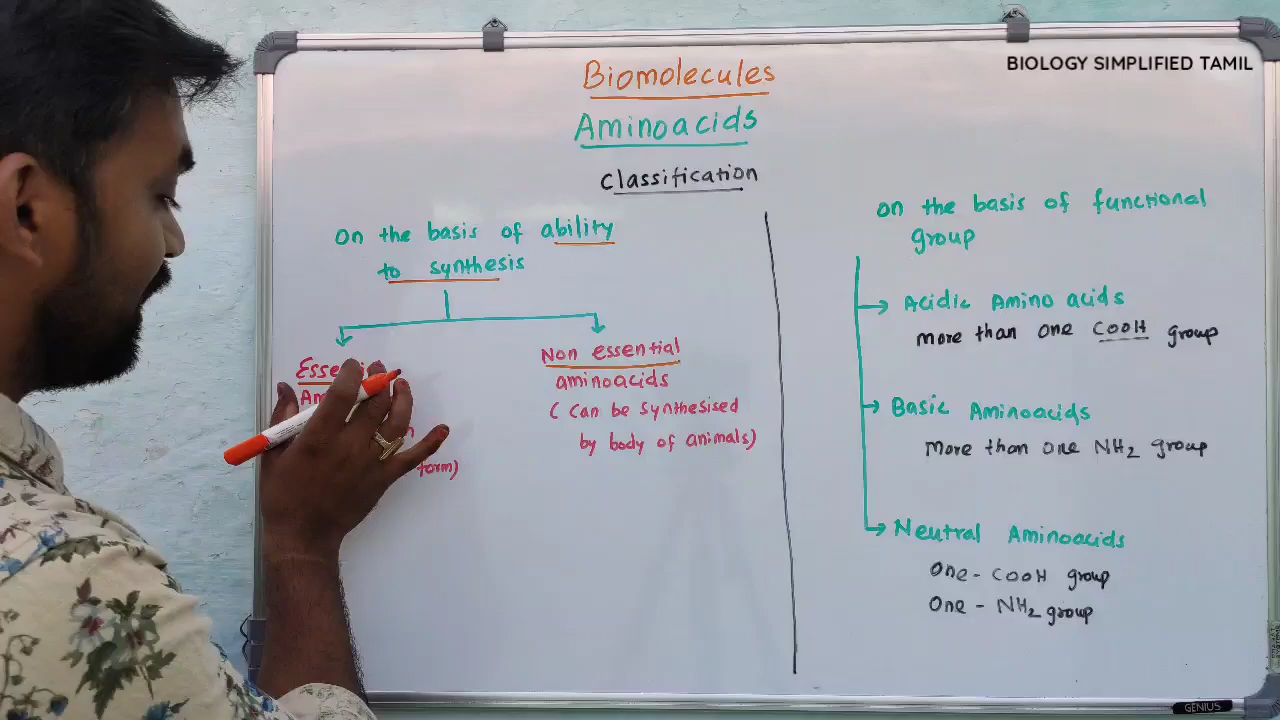 BIOLOGY SIMPLIFIED TAMIL
Biomolecules
Aminoacids
Classification
On the basis of ability
to synthesis
Non essential
aminoacids
( Can be synthesised
by body of animals)
on the basis of functional
group
Acidic Amino acids
more than one COOH group
Basic Aminoacids
More than one NH2 group
Neutral Aminoacids
One - COOH group
One - NH2 group
GENIUS